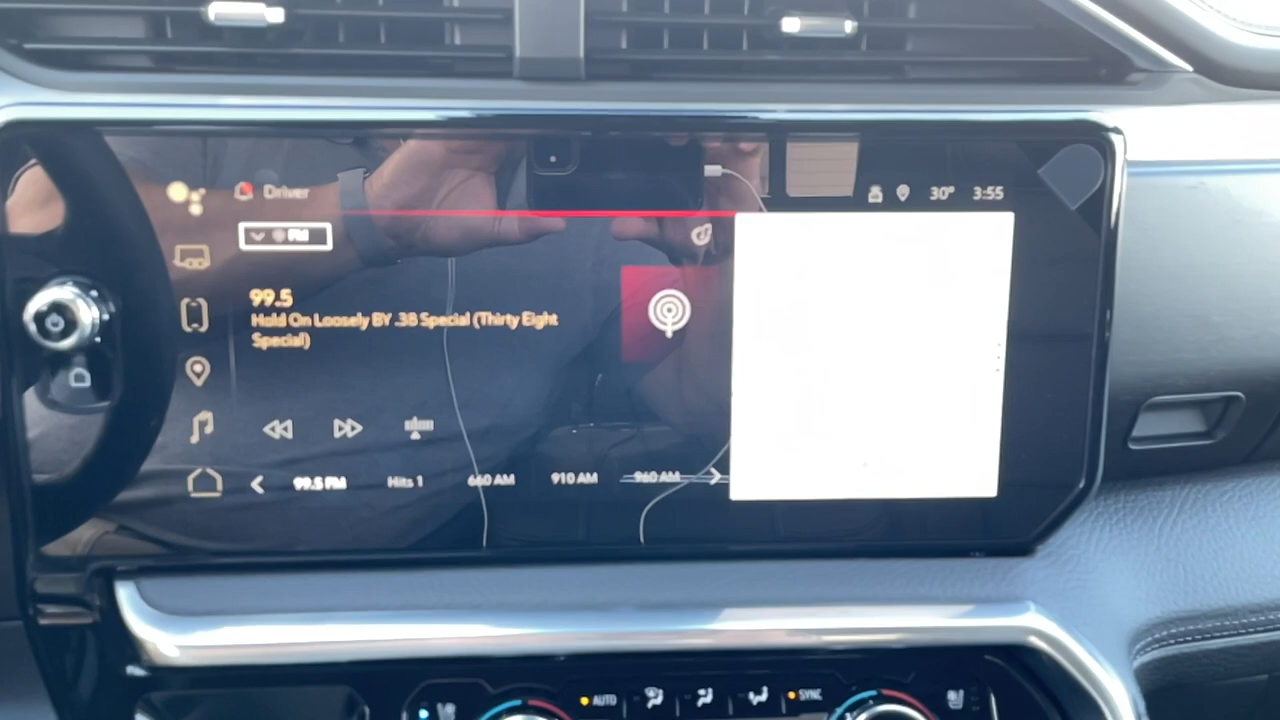 Driver
30° 3:55
FM
99.5
Hold On Loosely BY .38 Special (Thirty Eight
Special)
99.5 FM Hits 1 660 AM 910 AM 960 AM
AUTO SYNC